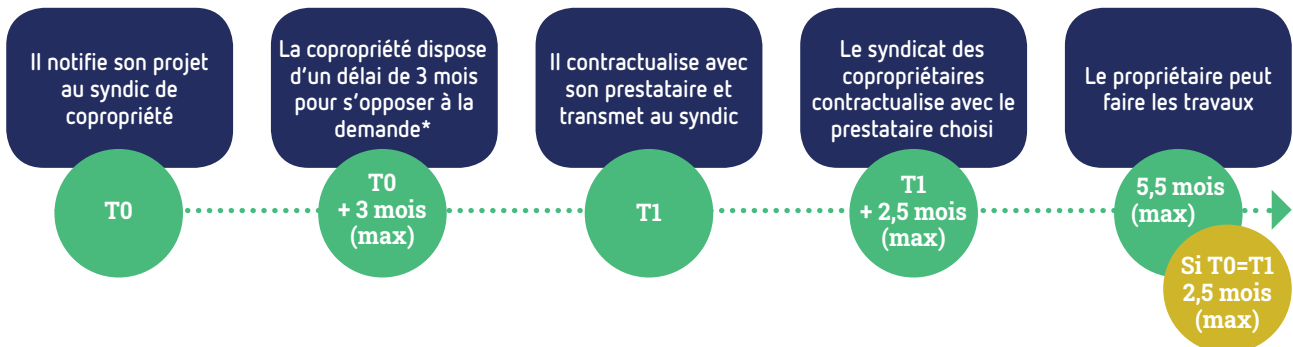 Il notifie son projet
au syndic de
copropriété
La copropriété dispose
d'un délai de 3 mois
pour s'opposer à la
demande*
Il contractualise avec
son prestataire et
transmet au syndic
Le syndicat des
copropriétaires
contractualise avec le
prestataire choisi
Le propriétaire peut
faire les travaux
T0
T0
+ 3 mois
(max)
T1
T1
+ 2,5 mois
(max)
5,5 mois
(max)
Si T0=T1
2,5 mois
(max)